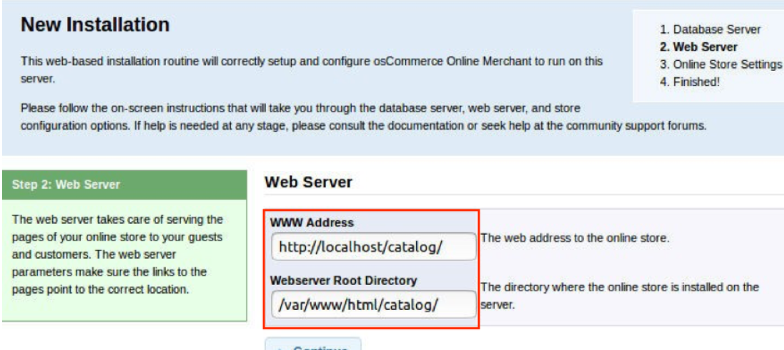 New Installation
1. Database Server
2. Web Server
3. Online Store Settings
4. Finished!
This web-based installation routine will correctly setup and configure osCommerce Online Merchant to run on this
server.
Please follow the on-screen instructions that will take you through the database server, web server, and store
configuration options. If help is needed at any stage, please consult the documentation or seek help at the community support forums.
Step 2: Web Server
The web server takes care of serving the
pages of your online store to your guests
and customers. The web server
parameters make sure the links to the
pages point to the correct location.
Web Server
WWW Address
http://localhost/catalog/
The web address to the online store.
Webserver Root Directory
/var/www/html/catalog/
The directory where the online store is installed on the
server.
Continue